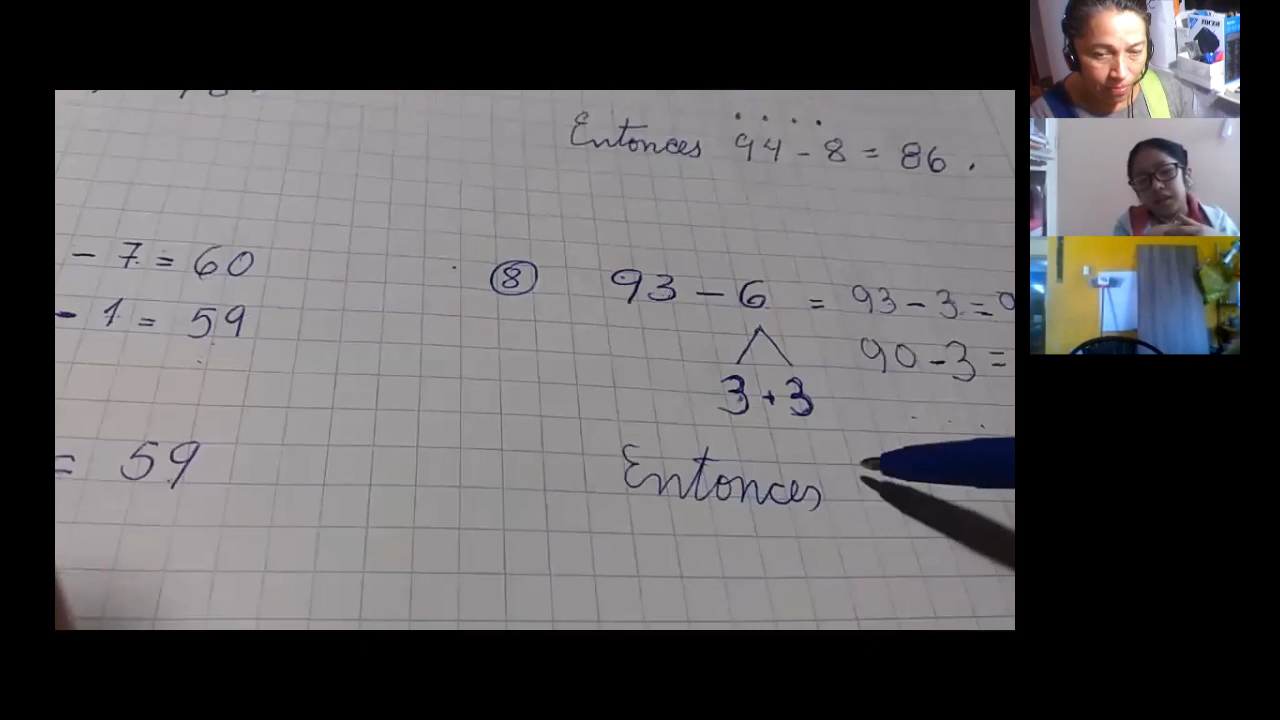 Entonces 94 - 8 = 86.
- 7 = 60
- 1 = 59
= 59
⑧ 93 - 6 = 93 - 3 =
3 + 3
90 - 3 =
Entonces